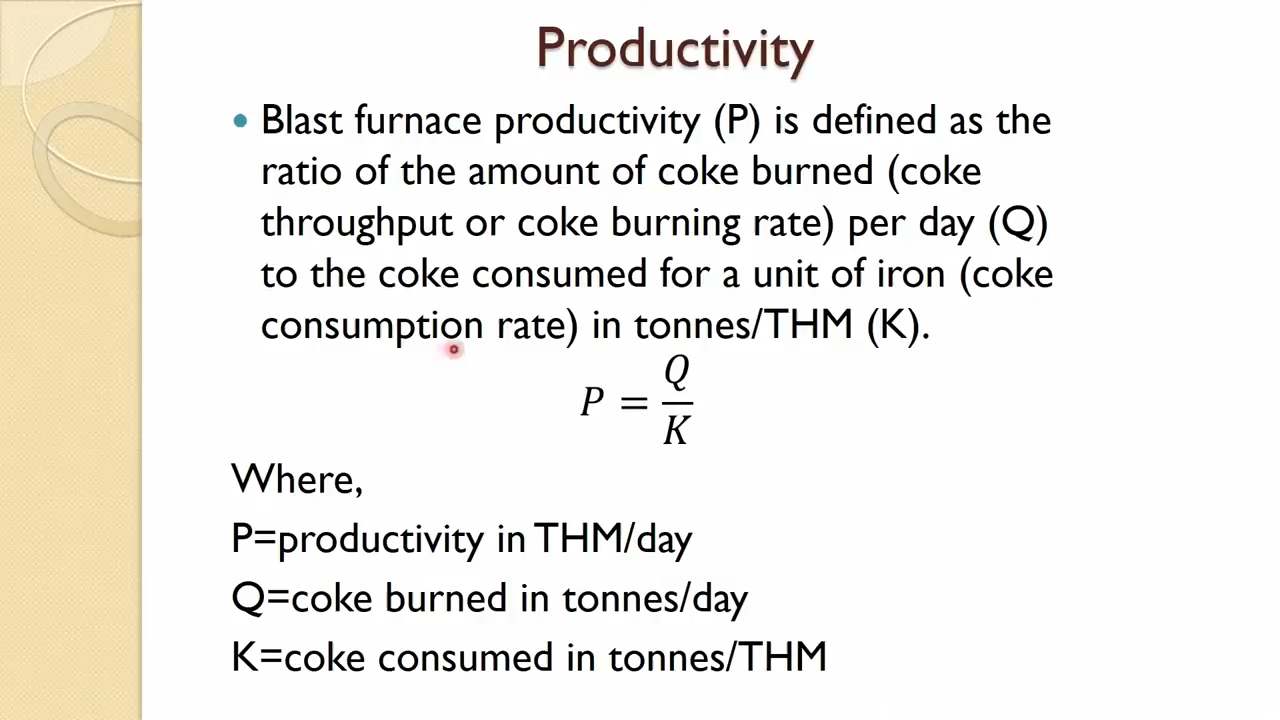 Productivity
• Blast furnace productivity (P) is defined as the
ratio of the amount of coke burned (coke
throughput or coke burning rate) per day (Q)
to the coke consumed for a unit of iron (coke
consumption rate) in tonnes/THM (K).
P = Q/K
Where,
P=productivity in THM/day
Q=coke burned in tonnes/day
K=coke consumed in tonnes/THM